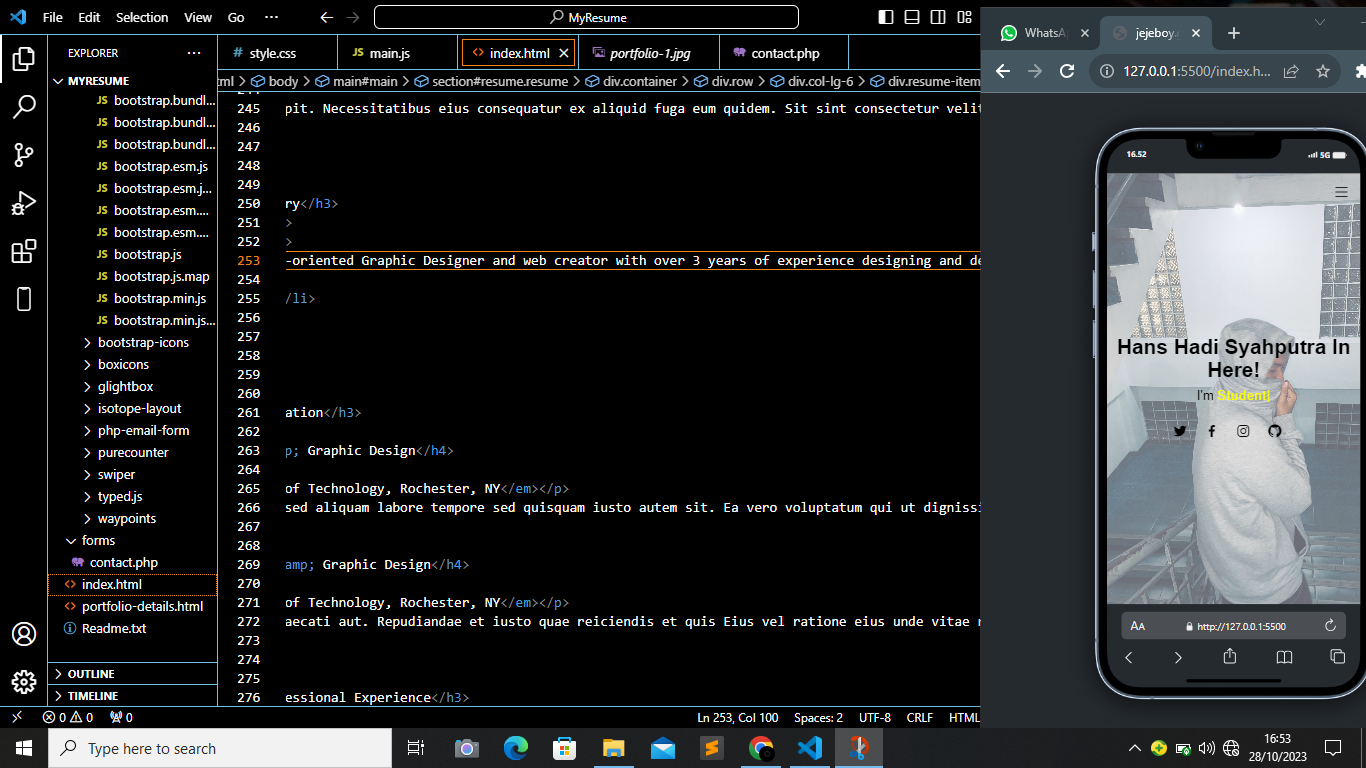 File Edit Selection View Go ··· MyResume
EXPLORER ···
MYRESUME
JS bootstrap.bundl...
JS bootstrap.bundl...
JS bootstrap.bundl...
JS bootstrap.esm.js
JS bootstrap.esm.j...
JS bootstrap.esm....
JS bootstrap.esm....
JS bootstrap.js
JS bootstrap.js.map
JS bootstrap.min.js
JS bootstrap.min.js...
bootstrap-icons
boxicons
glightbox
isotope-layout
php-email-form
purecounter
swiper
typed.js
waypoints
forms
contact.php
index.html
portfolio-details.html
Readme.txt
OUTLINE
TIMELINE
# style.css JS main.js <> index.html portfolio-1.jpg contact.php
tml > body > main#main > section#resume.resume > div.container > div.row > div.col-lg-6 > div.resume-item
245 pit. Necessitatibus eius consequatur ex aliquid fuga eum quidem. Sit sint consectetur velit
246
247
248
249
250 ry</h3>
251 >
252 >
253 -oriented Graphic Designer and web creator with over 3 years of experience designing and de
254
255 /li>
256
257
258
259
260
261 ation</h3>
262
263 p; Graphic Design</h4>
264
265 of Technology, Rochester, NY</em></p>
266 sed aliquam labore tempore sed quisquam iusto autem sit. Ea vero voluptatum qui ut dignissi
267
268
269 amp; Graphic Design</h4>
270
271 of Technology, Rochester, NY</em></p>
272 aecati aut. Repudiandae et iusto quae reiciendis et quis Eius vel ratione eius unde vitae r
273
274
275
276 essional Experience</h3>
0 0 0 Ln 253, Col 100 Spaces: 2 UTF-8 CRLF HTML
WhatsA jejeboy.
127.0.0.1:5500/index.h...
16.52 5G
Hans Hadi Syahputra In
Here!
I'm Student|
AA http://127.0.0.1:5500
Type here to search
16:53
28/10/2023